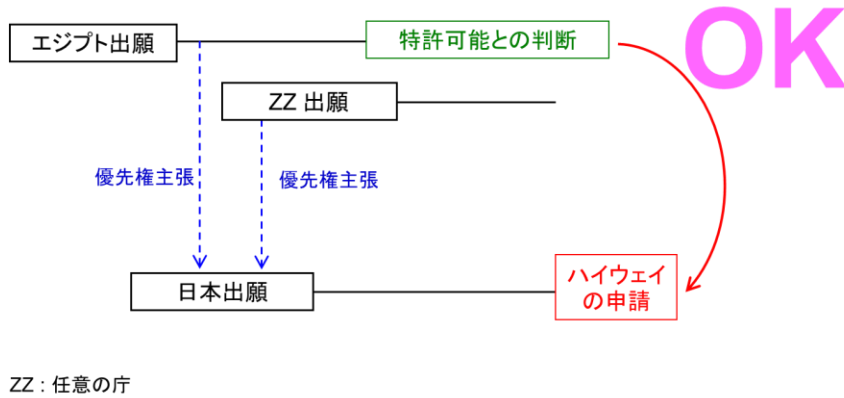 OK
エジプト出願
特許可能との判断
ZZ 出願
優先権主張
優先権主張
日本出願
ハイウェイ
の申請
ZZ : 任意の庁